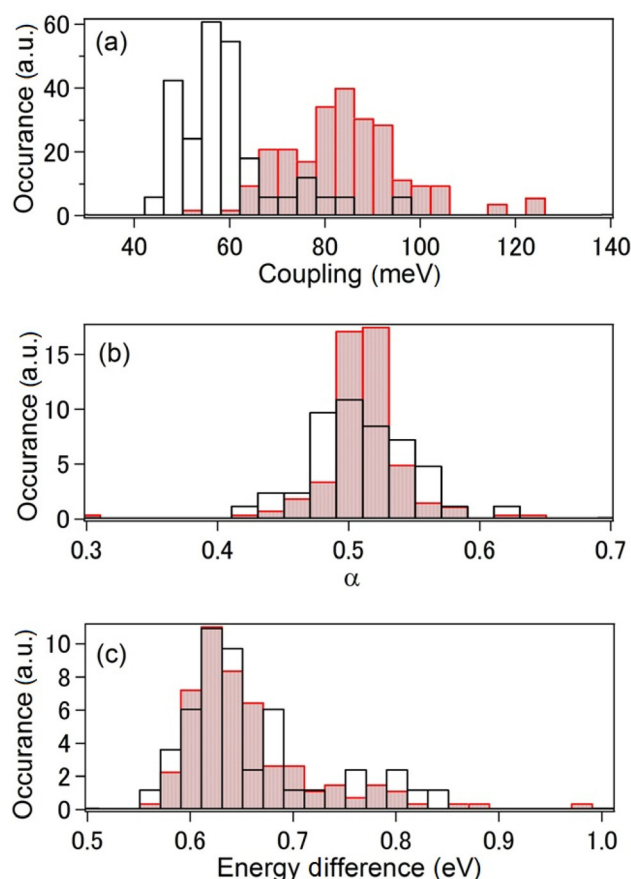 (a)
Occurance (a.u.)
60
40
20
0
40 60 80 100 120 140
Coupling (meV)
(b)
Occurance (a.u.)
15
10
5
0
0.3 0.4 0.5 0.6 0.7
α
(c)
Occurance (a.u.)
10
8
6
4
2
0
0.5 0.6 0.7 0.8 0.9 1.0
Energy difference (eV)